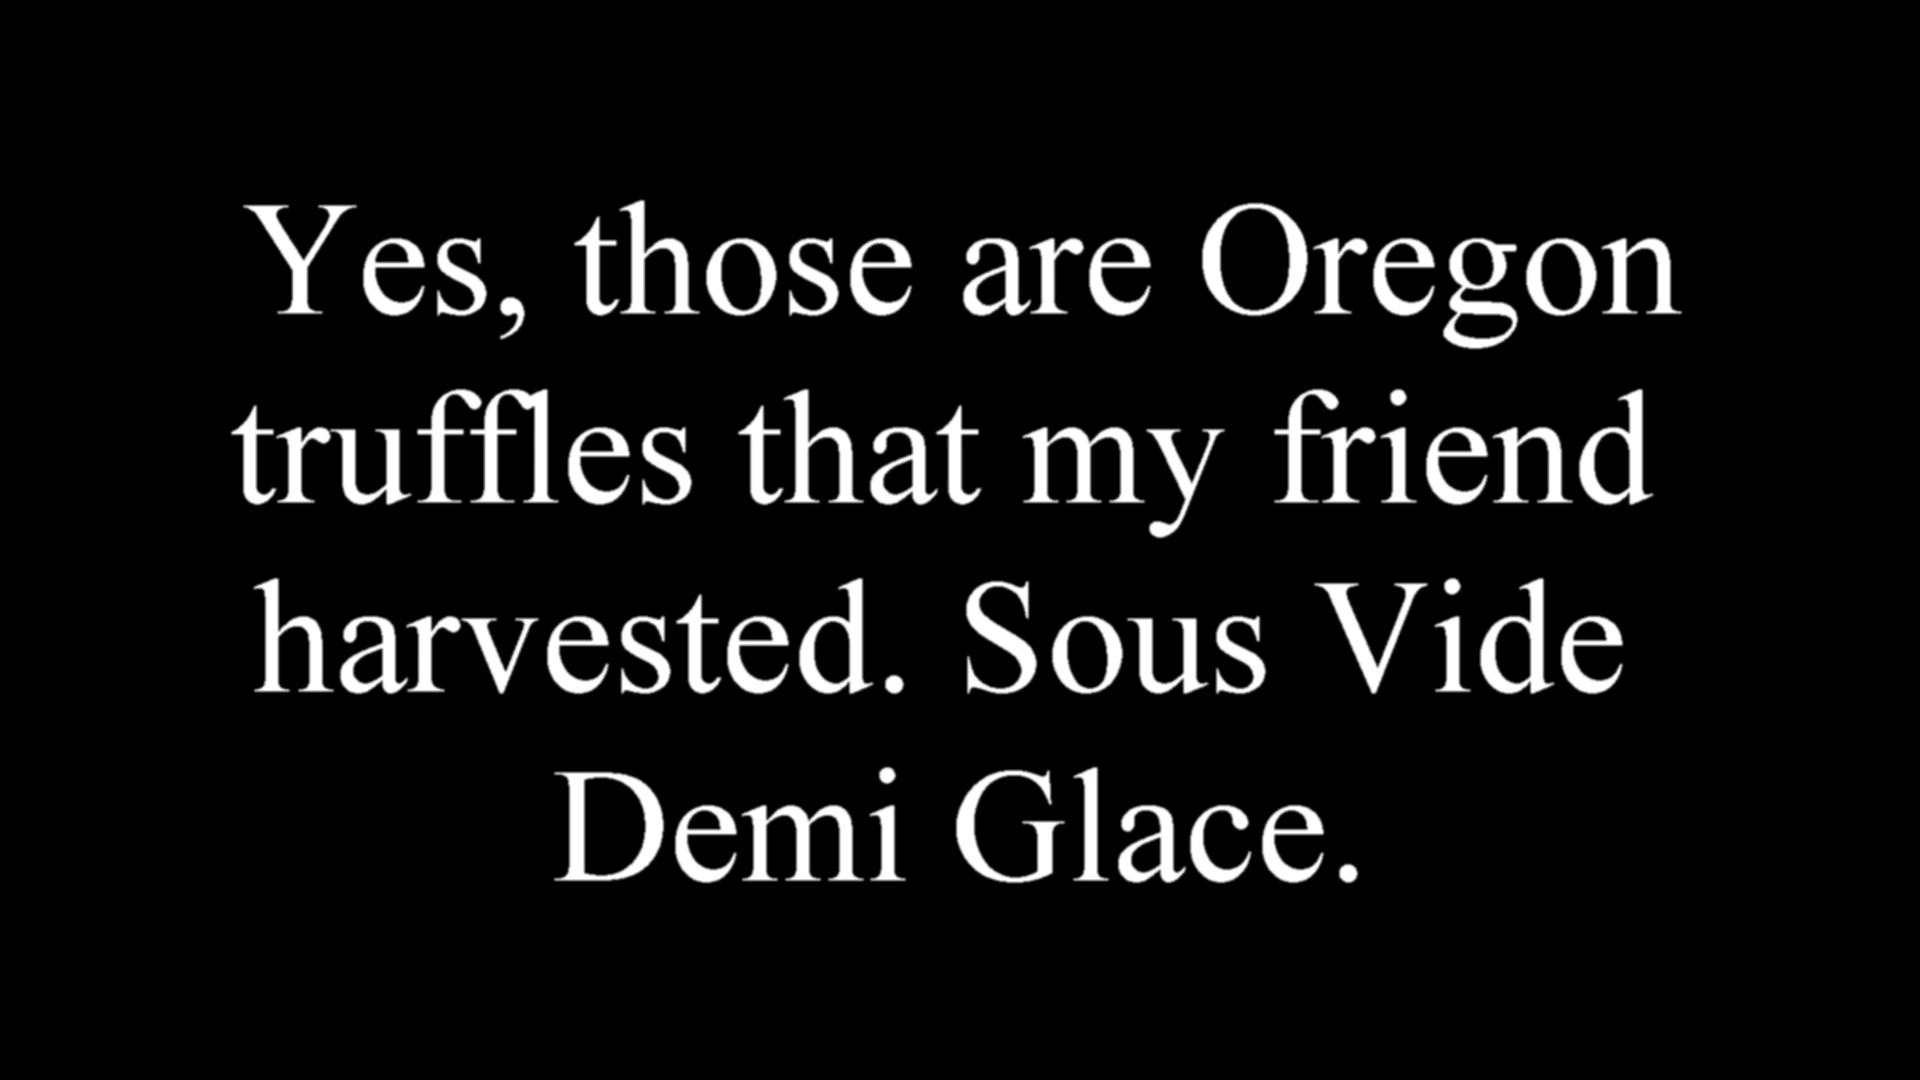 Yes, those are Oregon
truffles that my friend
harvested. Sous Vide
Demi Glace.